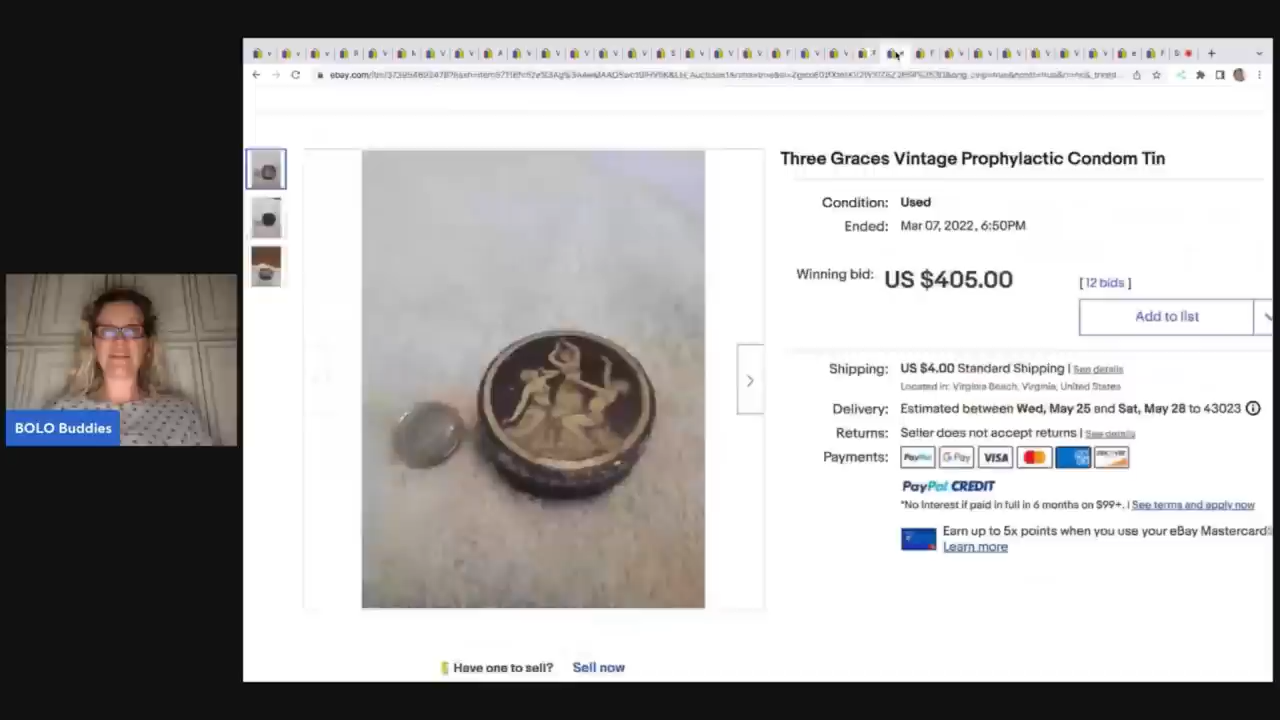 Three Graces Vintage Prophylactic Condom Tin
Condition: Used
Ended: Mar 07, 2022, 6:50PM
Winning bid: US $405.00 [ 12 bids ]
Add to list
Shipping: US $4.00 Standard Shipping | See details
Located in: Virginia Beach, Virginia, United States
Delivery: Estimated between Wed, May 25 and Sat, May 28 to 43023
Returns: Seller does not accept returns | See details
Payments: PayPal G Pay VISA
PayPal CREDIT
*No Interest if paid in full in 6 months on $99+. | See terms and apply now
Earn up to 5x points when you use your eBay Mastercard
Learn more
BOLO Buddies
Have one to sell? Sell now